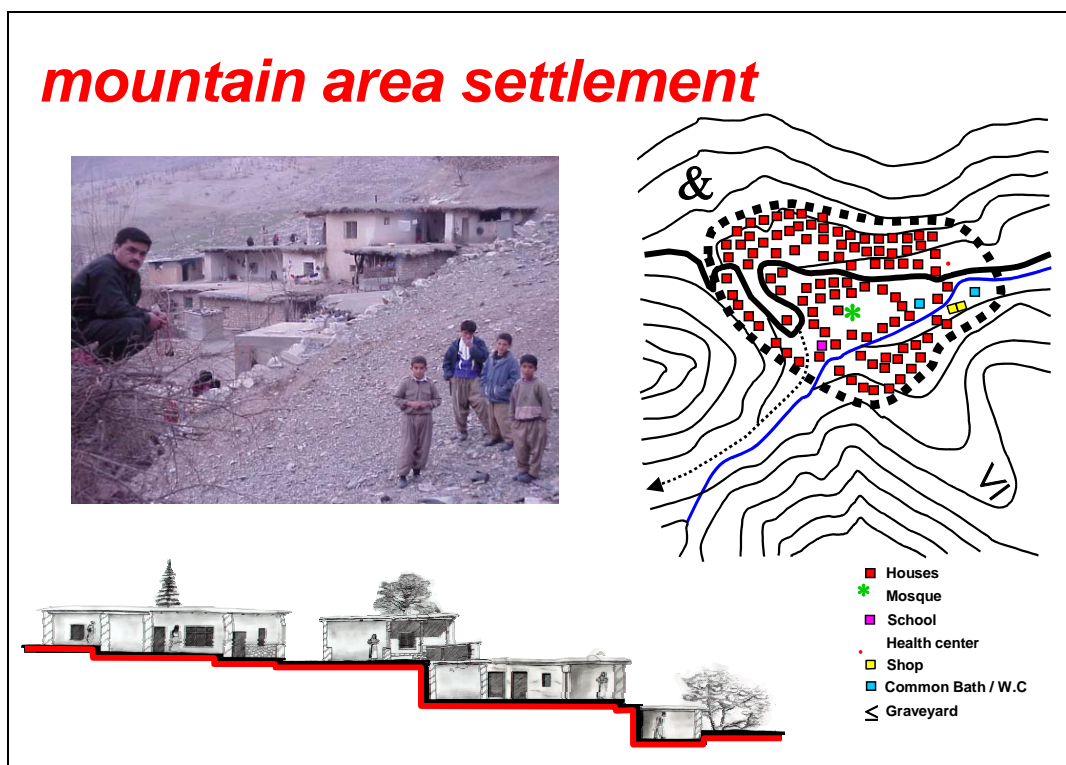 mountain area settlement
&
Houses
Mosque
School
Health center
Shop
Common Bath / W.C
Graveyard